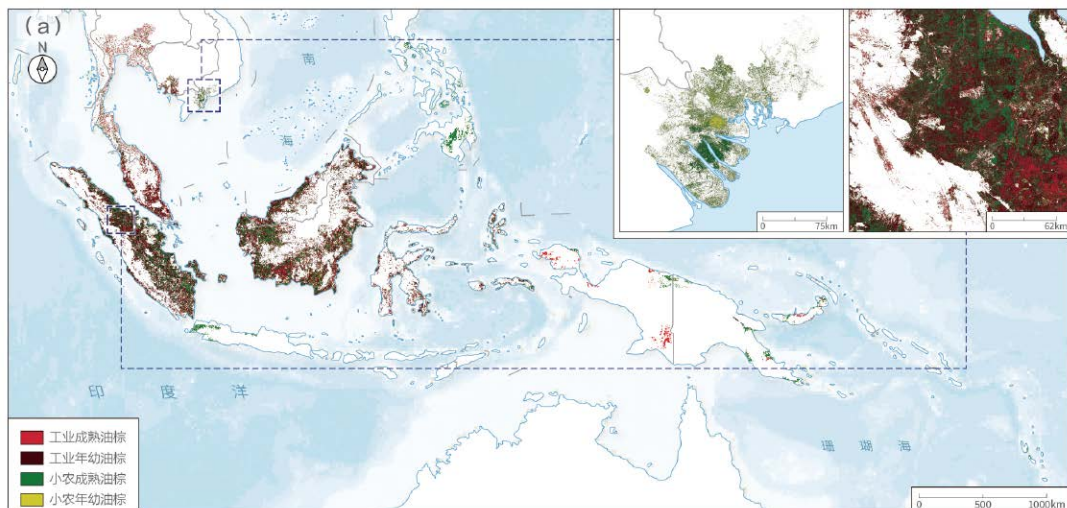 (a)
N
南
海
印 度 洋
珊 瑚 海
0 75km
0 62km
工业成熟油棕
工业年幼油棕
小农成熟油棕
小农年幼油棕
0 500 1000km